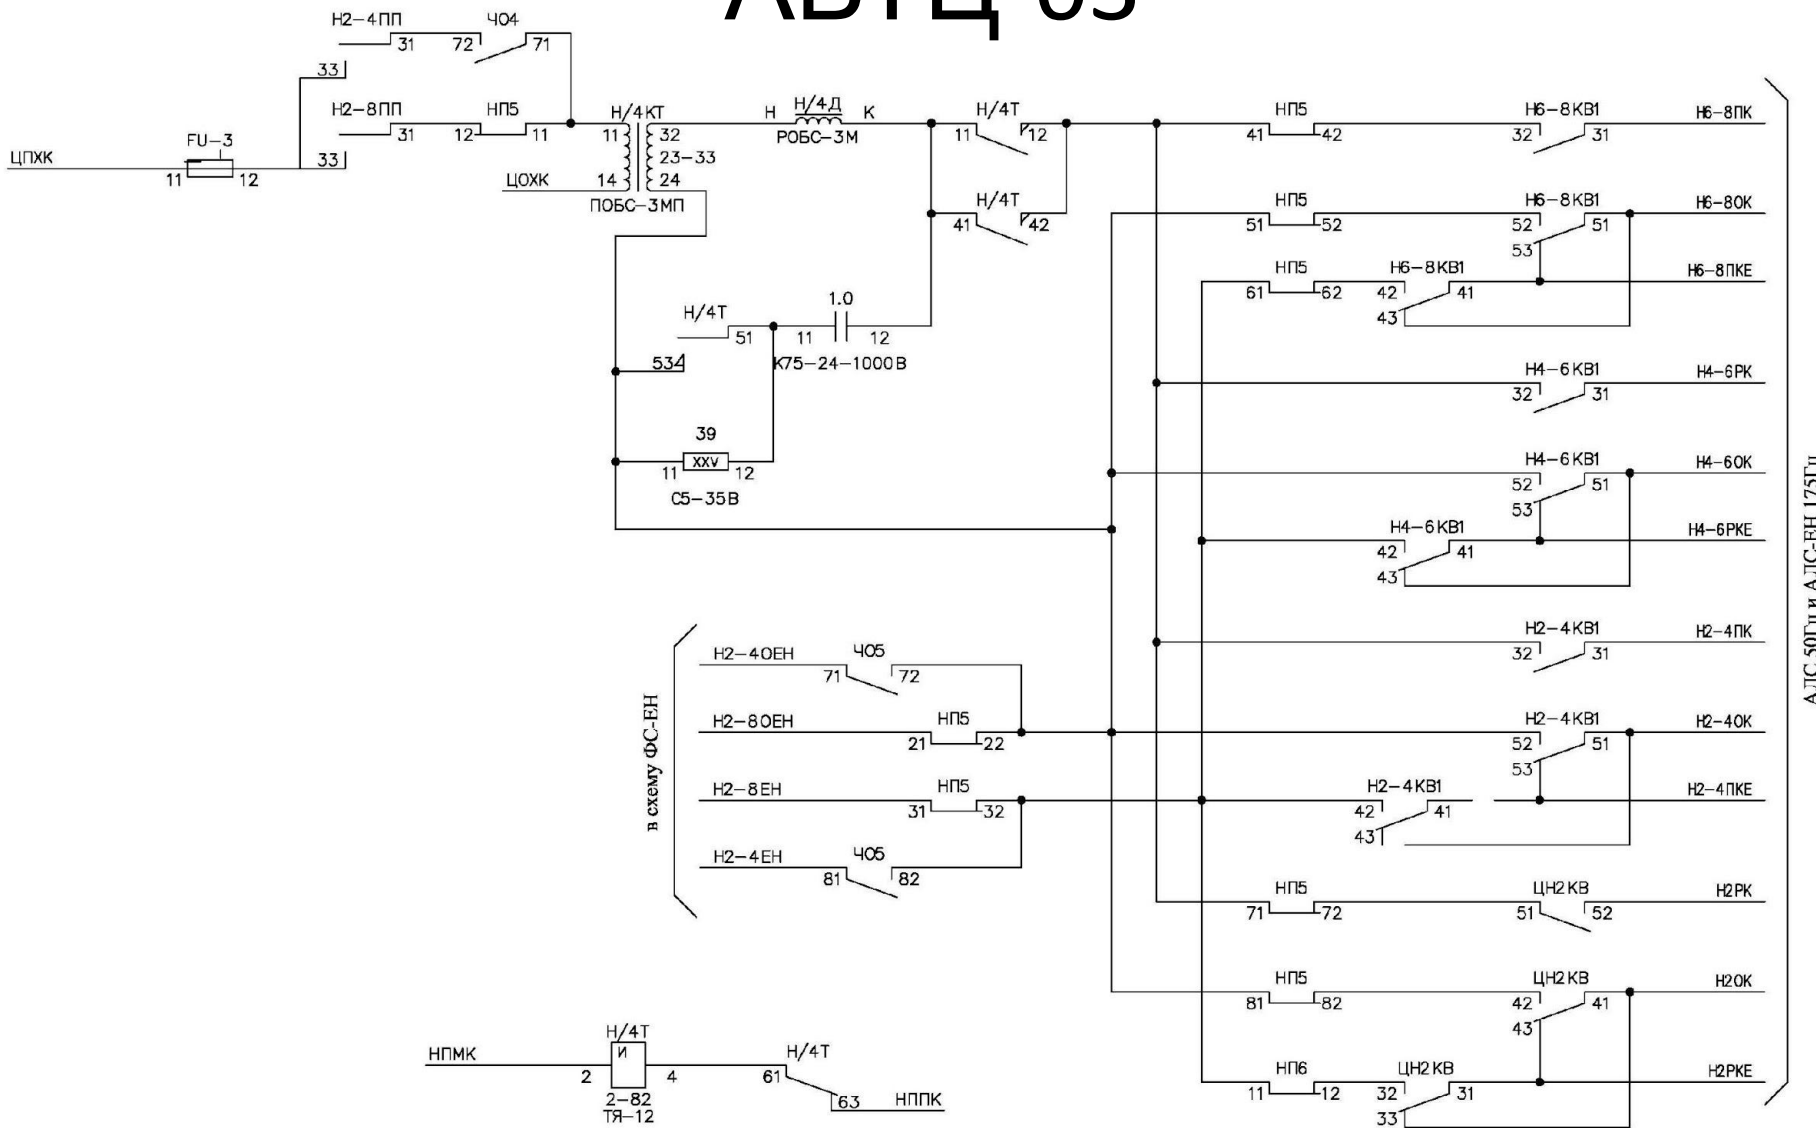 АВТЦ-03
Н2-4ПП ЧО4
31 72 71
33
Н2-8ПП НП5 Н/4КТ Н Н/4Д К Н/4Т НП5 Н6-8КВ1 Н6-8ПК
31 12 11 11 32 РОБС-3М 11 12 41 42 32 31
FU-3
ЦПХК 33 23-33
11 12 ЦОХК 14 24
ПОБС-3МП
Н/4Т НП5 Н6-8КВ1 Н6-8ОК
41 42 51 52 52 51
53
НП5 Н6-8КВ1 Н6-8ПКЕ
61 62 42 41
43
Н/4Т 1.0
51 11 12
53 К75-24-1000В
Н4-6КВ1 Н4-6РК
32 31
39
XXV
11 12
С5-35В
Н4-6КВ1 Н4-6ОК
52 51
53
Н4-6КВ1 Н4-6РКЕ
42 41
43
АЛС 50Гц и АЛС-ЕН 175Гц
Н2-4КВ1 Н2-4ПК
32 31
в схему ФС-ЕН
Н2-4ОЕН ЧО5
71 72
Н2-8ОЕН НП5 Н2-4КВ1 Н2-4ОК
21 22 52 51
53
Н2-8ЕН НП5 Н2-4КВ1 Н2-4ПКЕ
31 32 42 41
43
Н2-4ЕН ЧО5
81 82
НП5 ЦН2КВ Н2РК
71 72 51 52
НП5 ЦН2КВ Н2ОК
81 82 42 41
43
НП6 ЦН2КВ Н2РКЕ
11 12 32 31
33
Н/4Т
НПМК И Н/4Т
2 4 61
2-82 63 НППК
ТЯ-12